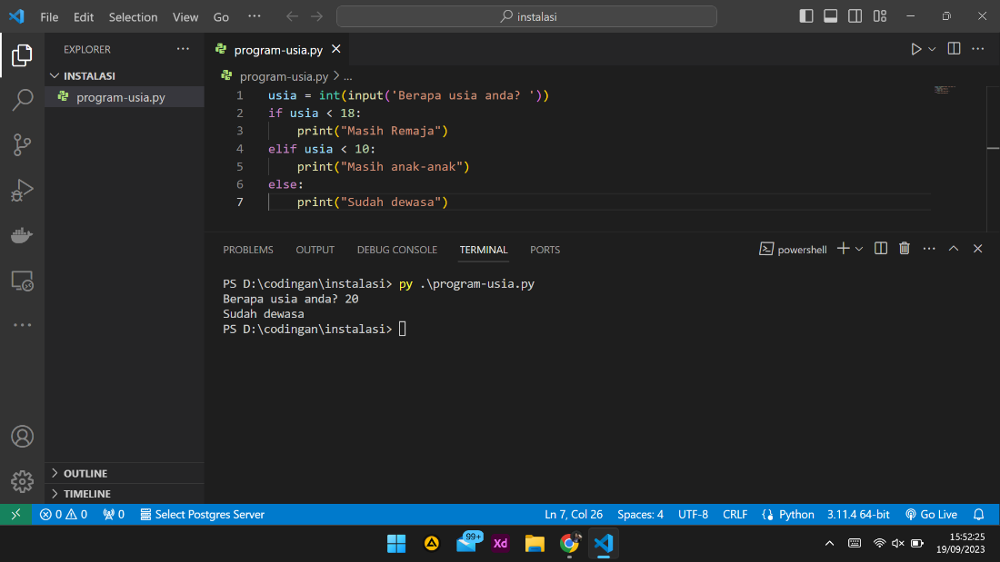 File Edit Selection View Go ··· instalasi
EXPLORER ···
program-usia.py
INSTALASI
program-usia.py
program-usia.py > ...
1 usia = int(input('Berapa usia anda? '))
2 if usia < 18:
3 print("Masih Remaja")
4 elif usia < 10:
5 print("Masih anak-anak")
6 else:
7 print("Sudah dewasa")
PROBLEMS OUTPUT DEBUG CONSOLE TERMINAL PORTS powershell
PS D:\codingan\instalasi> py .\program-usia.py
Berapa usia anda? 20
Sudah dewasa
PS D:\codingan\instalasi>
OUTLINE
TIMELINE
0 0 0 Select Postgres Server Ln 7, Col 26 Spaces: 4 UTF-8 CRLF Python 3.11.4 64-bit Go Live
99+
Xd
15:52:25
19/09/2023